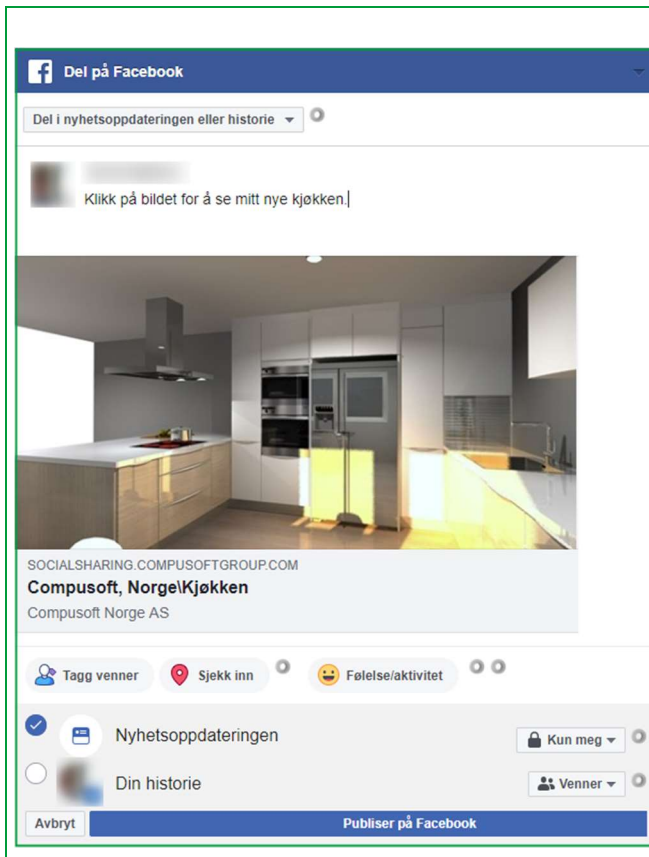 Del på Facebook
Del i nyhetsoppdateringen eller historie
Klikk på bildet for å se mitt nye kjøkken.
SOCIALSHARING.COMPUSOFTGROUP.COM
Compusoft, Norge\Kjøkken
Compusoft Norge AS
Tagg venner Sjekk inn Følelse/aktivitet
Nyhetsoppdateringen Kun meg
Din historie Venner
Avbryt Publiser på Facebook